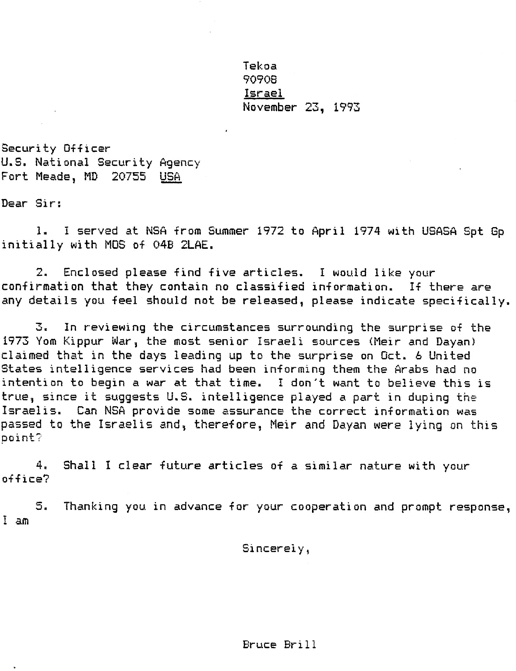 Tekoa
90908
Israel
November 23, 1993
Security Officer
U.S. National Security Agency
Fort Meade, MD 20755 USA
Dear Sir:
1. I served at NSA from Summer 1972 to April 1974 with USASA Spt Gp
initially with MOS of 04B 2LAE.
2. Enclosed please find five articles. I would like your
confirmation that they contain no classified information. If there are
any details you feel should not be released, please indicate specifically.
3. In reviewing the circumstances surrounding the surprise of the
1973 Yom Kippur War, the most senior Israeli sources (Meir and Dayan)
claimed that in the days leading up to the surprise on Oct. 6 United
States intelligence services had been informing them the Arabs had no
intention to begin a war at that time. I don't want to believe this is
true, since it suggests U.S. intelligence played a part in duping the
Israelis. Can NSA provide some assurance the correct information was
passed to the Israelis and, therefore, Meir and Dayan were lying on this
point?
4. Shall I clear future articles of a similar nature with your
office?
5. Thanking you in advance for your cooperation and prompt response,
I am
Sincerely,
Bruce Brill